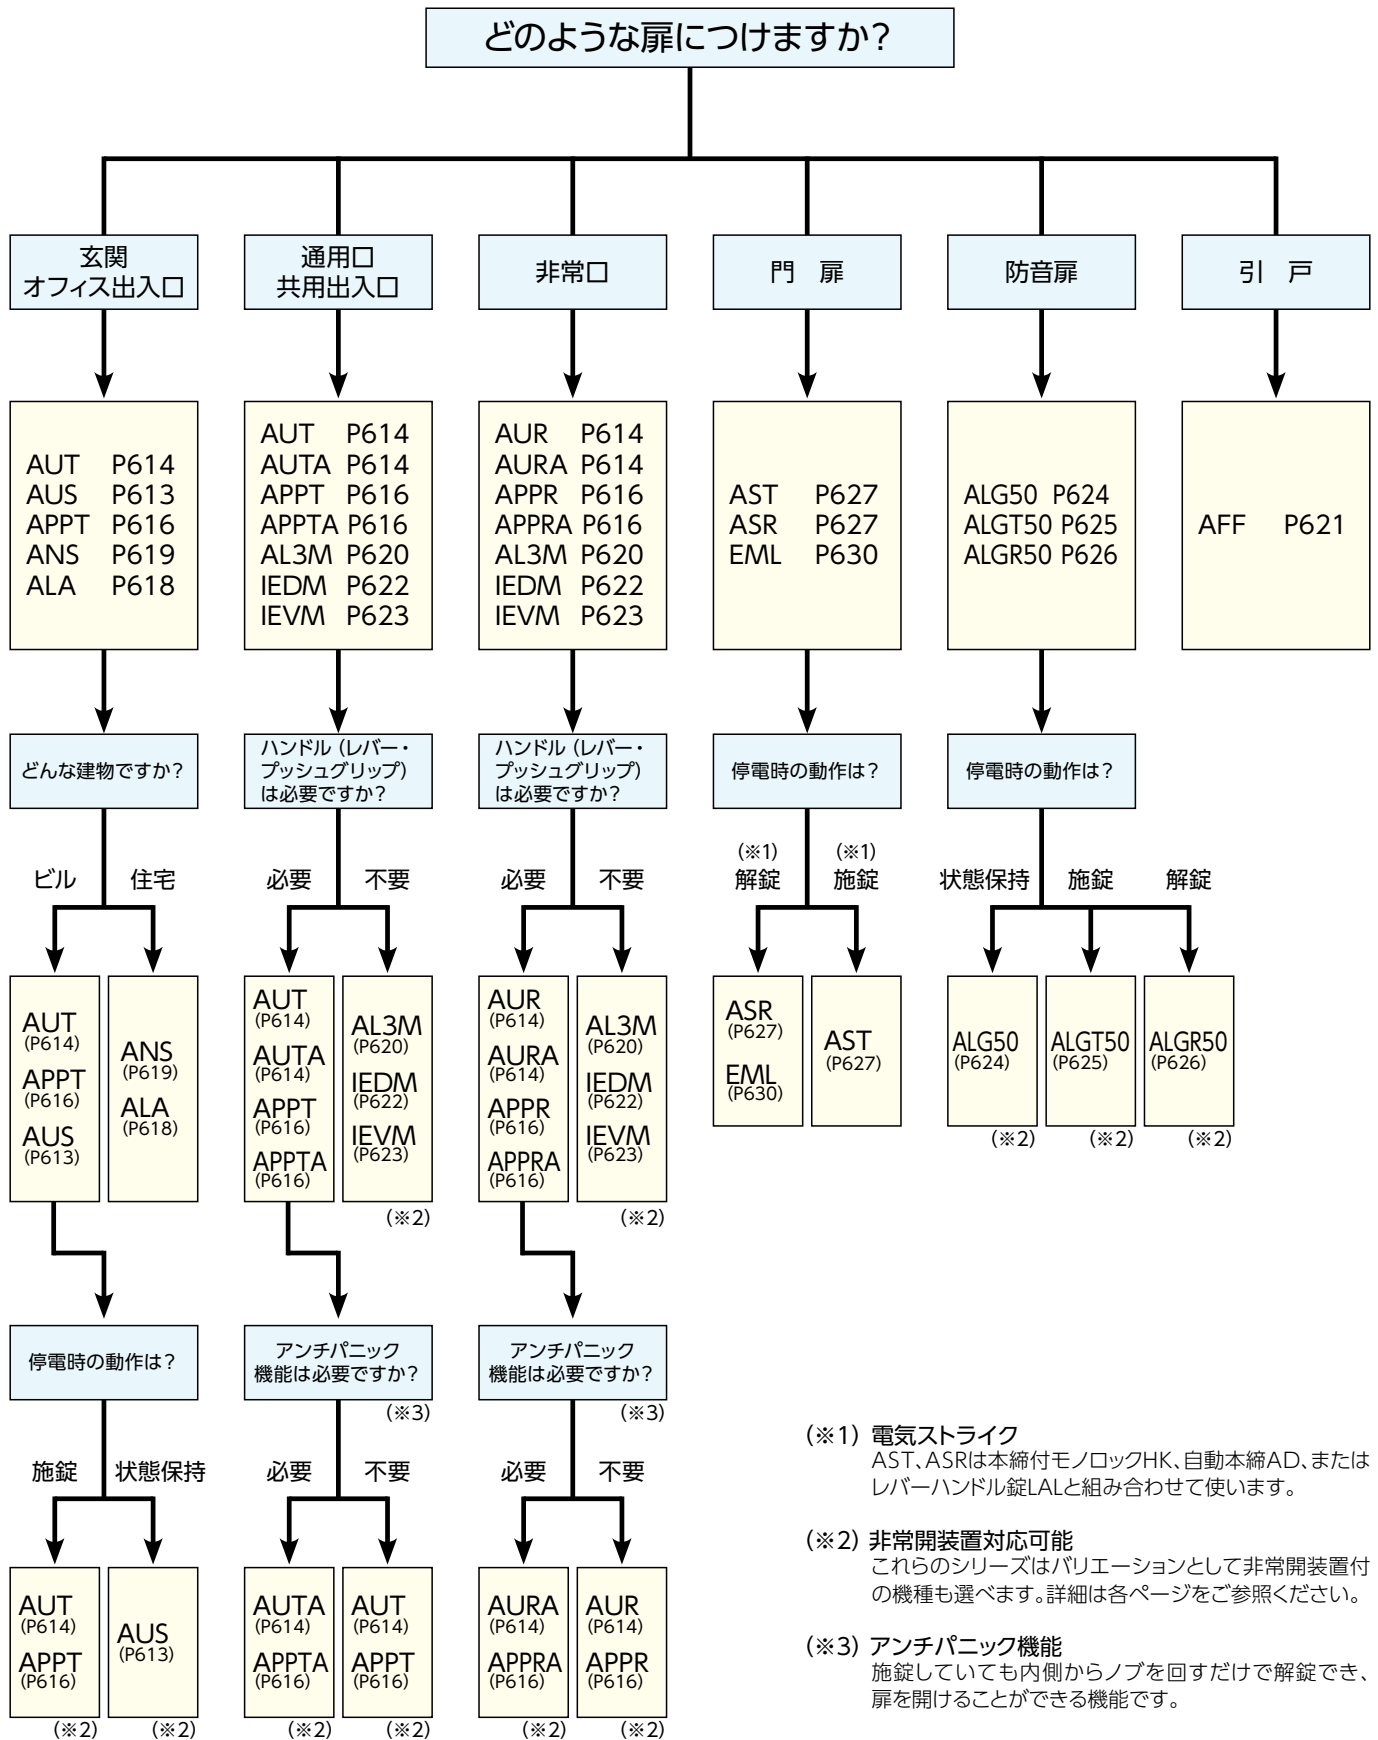 どのような扉につけますか?
玄関
オフィス出入口
通用口
共用出入口
非常口
門 扉
防音扉
引 戸
AUT P614
AUS P613
APPT P616
ANS P619
ALA P618
AUT P614
AUTA P614
APPT P616
APPTA P616
AL3M P620
IEDM P622
IEVM P623
AUR P614
AURA P614
APPR P616
APPRA P616
AL3M P620
IEDM P622
IEVM P623
AST P627
ASR P627
EML P630
ALG50 P624
ALGT50 P625
ALGR50 P626
AFF P621
どんな建物ですか?
ハンドル(レバー・
プッシュグリップ)
は必要ですか?
ハンドル(レバー・
プッシュグリップ)
は必要ですか?
停電時の動作は?
停電時の動作は?
ビル
住宅
必要
不要
必要
不要
(※1)
解錠
(※1)
施錠
状態保持
施錠
解錠
AUT
(P614)
APPT
(P616)
AUS
(P613)
ANS
(P619)
ALA
(P618)
AUT
(P614)
AUTA
(P614)
APPT
(P616)
APPTA
(P616)
AL3M
(P620)
IEDM
(P622)
IEVM
(P623)
(※2)
AUR
(P614)
AURA
(P614)
APPR
(P616)
APPRA
(P616)
AL3M
(P620)
IEDM
(P622)
IEVM
(P623)
(※2)
ASR
(P627)
EML
(P630)
AST
(P627)
ALG50
(P624)
(※2)
ALGT50
(P625)
(※2)
ALGR50
(P626)
(※2)
停電時の動作は?
アンチパニック
機能は必要ですか?
(※3)
アンチパニック
機能は必要ですか?
(※3)
施錠
状態保持
必要
不要
必要
不要
AUT
(P614)
APPT
(P616)
(※2)
AUS
(P613)
(※2)
AUTA
(P614)
APPTA
(P616)
(※2)
AUT
(P614)
APPT
(P616)
(※2)
AURA
(P614)
APPRA
(P616)
(※2)
AUR
(P614)
APPR
(P616)
(※2)
(※1) 電気ストライク
AST、ASRは本締付モノロックHK、自動本締AD、または
レバーハンドル錠LALと組み合わせて使います。
(※2) 非常開装置対応可能
これらのシリーズはバリエーションとして非常開装置付
の機種も選べます。詳細は各ページをご参照ください。
(※3) アンチパニック機能
施錠していても内側からノブを回すだけで解錠でき、
扉を開けることができる機能です。